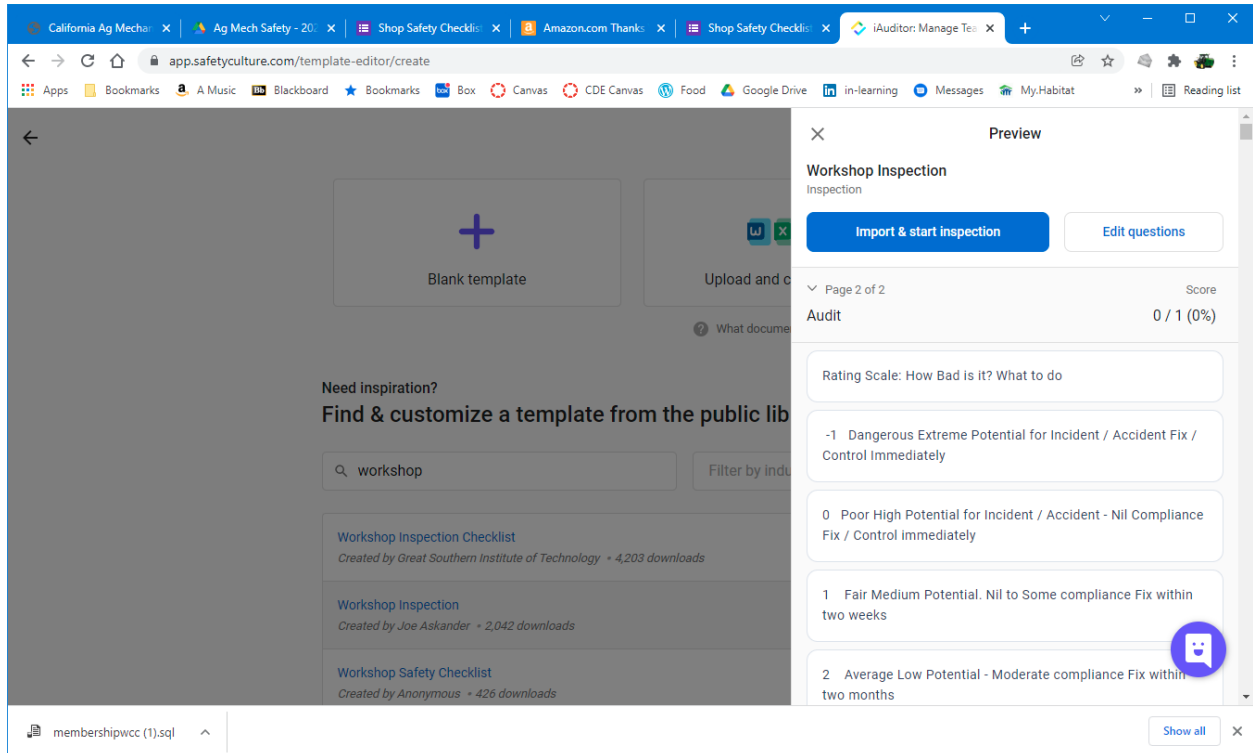 California Ag Mechar
Ag Mech Safety - 202
Shop Safety Checklis
Amazon.com Thanks
Shop Safety Checklis
iAuditor: Manage Tea
app.safetyculture.com/template-editor/create
Apps
Bookmarks
A Music
Blackboard
Bookmarks
Box
Canvas
CDE Canvas
Food
Google Drive
in-learning
Messages
My.Habitat
»
Reading list
Preview
Workshop Inspection
Inspection
Import & start inspection
Edit questions
Blank template
Upload and c
What docume
Page 2 of 2
Score
Audit
0 / 1 (0%)
Rating Scale: How Bad is it? What to do
-1 Dangerous Extreme Potential for Incident / Accident Fix /
Control Immediately
0 Poor High Potential for Incident / Accident - Nil Compliance
Fix / Control immediately
1 Fair Medium Potential. Nil to Some compliance Fix within
two weeks
2 Average Low Potential - Moderate compliance Fix within
two months
Need inspiration?
Find & customize a template from the public lib
workshop
Filter by indu
Workshop Inspection Checklist
Created by Great Southern Institute of Technology • 4,203 downloads
Workshop Inspection
Created by Joe Askander • 2,042 downloads
Workshop Safety Checklist
Created by Anonymous • 426 downloads
membershipwcc (1).sql
Show all